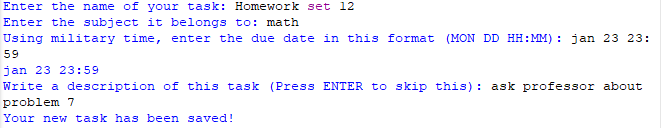 Enter the name of your task: Homework set 12
Enter the subject it belongs to: math
Using military time, enter the due date in this format (MON DD HH:MM): jan 23 23:
59
jan 23 23:59
Write a description of this task (Press ENTER to skip this): ask professor about
problem 7
Your new task has been saved!